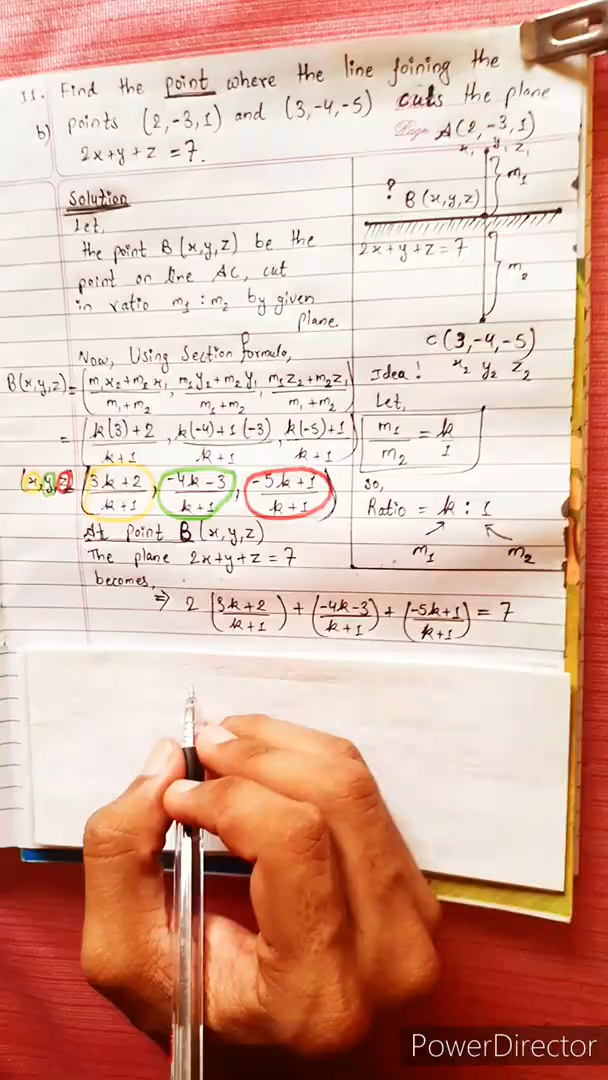 11. Find the point where the line joining the
b) points (2,-3,1) and (3,-4,-5) cuts the plane
2x+y+z=7.
Page
A(2,-3,1)
x₁ y₁ z₁
m₁
? B(x,y,z)
2x+y+z=7
m₂
C(3,-4,-5)
x₂ y₂ z₂
Solution
Let,
the point B(x,y,z) be the
point on line AC, cut
in ratio m₁:m₂ by given
plane.
Now, Using Section formula,
B(x,y,z) = ((m₁x₂+m₂x₁)/(m₁+m₂), (m₁y₂+m₂y₁)/(m₁+m₂), (m₁z₂+m₂z₁)/(m₁+m₂))
= ((k(3)+2)/(k+1), (k(-4)+1(-3))/(k+1), (k(-5)+1)/(k+1))
(x,y,z) (3k+2)/(k+1), (-4k-3)/(k+1), (-5k+1)/(k+1)
Idea!
Let,
m₁/m₂ = k/1
so,
Ratio = k : 1
m₁ m₂
At point B(x,y,z)
The plane 2x+y+z=7
becomes,
⇒ 2((3k+2)/(k+1)) + ((-4k-3)/(k+1)) + ((-5k+1)/(k+1)) = 7
PowerDirector